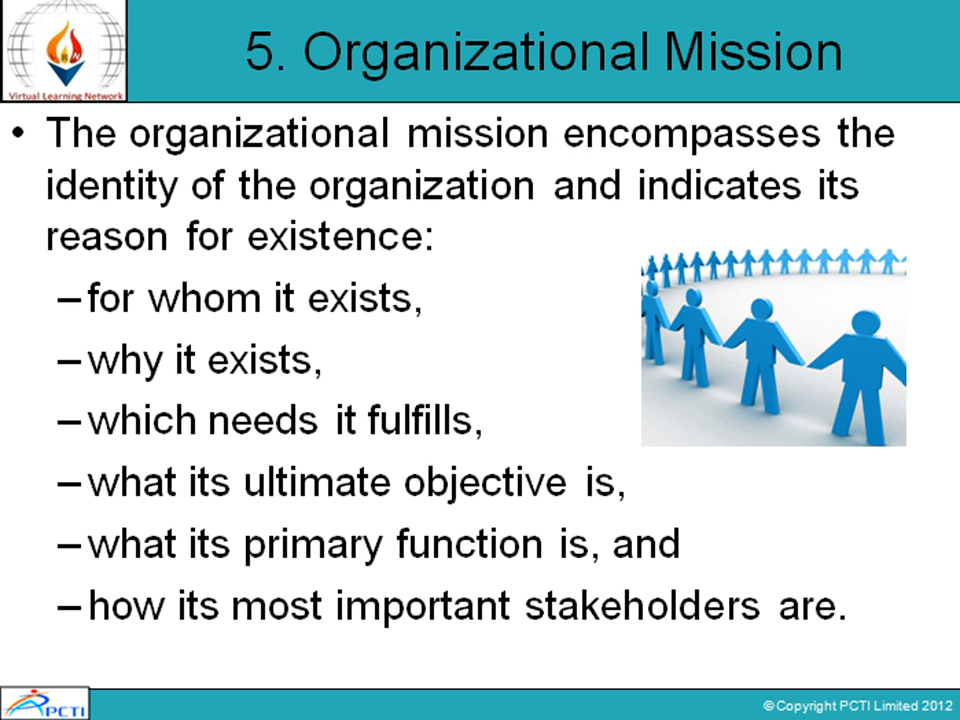 Virtual Learning Network
5. Organizational Mission
• The organizational mission encompasses the
identity of the organization and indicates its
reason for existence:
– for whom it exists,
– why it exists,
– which needs it fulfills,
– what its ultimate objective is,
– what its primary function is, and
– how its most important stakeholders are.
PCTI
© Copyright PCTI Limited 2012